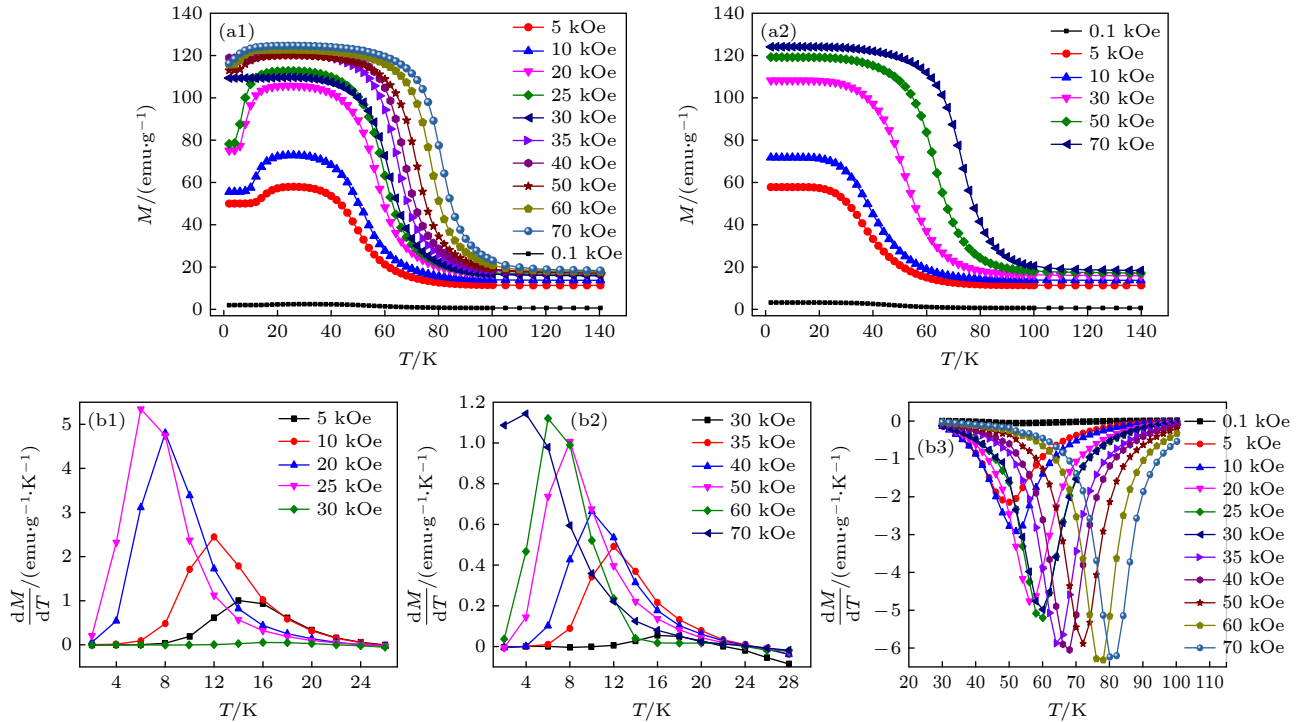 (a1)
140
120
100
80
60
40
20
0
M/(emu·g⁻¹)
0 20 40 60 80 100 120 140
T/K
5 kOe
10 kOe
20 kOe
25 kOe
30 kOe
35 kOe
40 kOe
50 kOe
60 kOe
70 kOe
0.1 kOe
(a2)
140
120
100
80
60
40
20
0
M/(emu·g⁻¹)
0 20 40 60 80 100 120 140
T/K
0.1 kOe
5 kOe
10 kOe
30 kOe
50 kOe
70 kOe
(b1)
5
4
3
2
1
0
dM/dT/(emu·g⁻¹·K⁻¹)
4 8 12 16 20 24
T/K
5 kOe
10 kOe
20 kOe
25 kOe
30 kOe
(b2)
1.2
1.0
0.8
0.6
0.4
0.2
0
dM/dT/(emu·g⁻¹·K⁻¹)
4 8 12 16 20 24 28
T/K
30 kOe
35 kOe
40 kOe
50 kOe
60 kOe
70 kOe
(b3)
0
−1
−2
−3
−4
−5
−6
dM/dT/(emu·g⁻¹·K⁻¹)
20 30 40 50 60 70 80 90 100 110
T/K
0.1 kOe
5 kOe
10 kOe
20 kOe
25 kOe
30 kOe
35 kOe
40 kOe
50 kOe
60 kOe
70 kOe